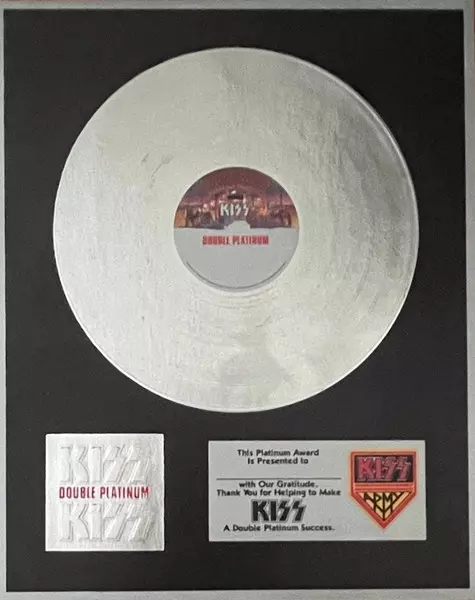 KISS
DOUBLE PLATINUM
KISS
DOUBLE PLATINUM
KISS
This Platinum Award
Is Presented to
with Our Gratitude,
Thank You for Helping to Make
KISS
A Double Platinum Success.
KISS
ARMY